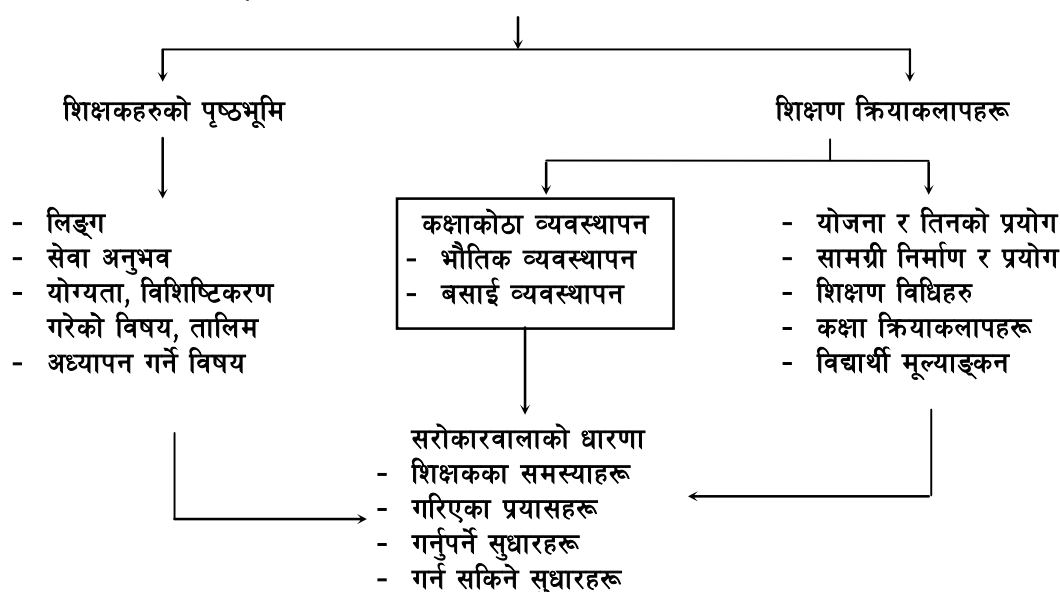 शिक्षकहरुको पृष्ठभूमि
शिक्षण क्रियाकलापहरू
- लिङ्ग
- सेवा अनुभव
- योग्यता, विशिष्टिकरण
गरेको विषय, तालिम
- अध्यापन गर्ने विषय
कक्षाकोठा व्यवस्थापन
- भौतिक व्यवस्थापन
- बसाई व्यवस्थापन
- योजना र तिनको प्रयोग
- सामग्री निर्माण र प्रयोग
- शिक्षण विधिहरु
- कक्षा क्रियाकलापहरू
- विद्यार्थी मूल्याङ्कन
सरोकारवालाको धारणा
- शिक्षकका समस्याहरू
- गरिएका प्रयासहरू
- गर्नुपर्ने सुधारहरू
- गर्न सकिने सुधारहरू